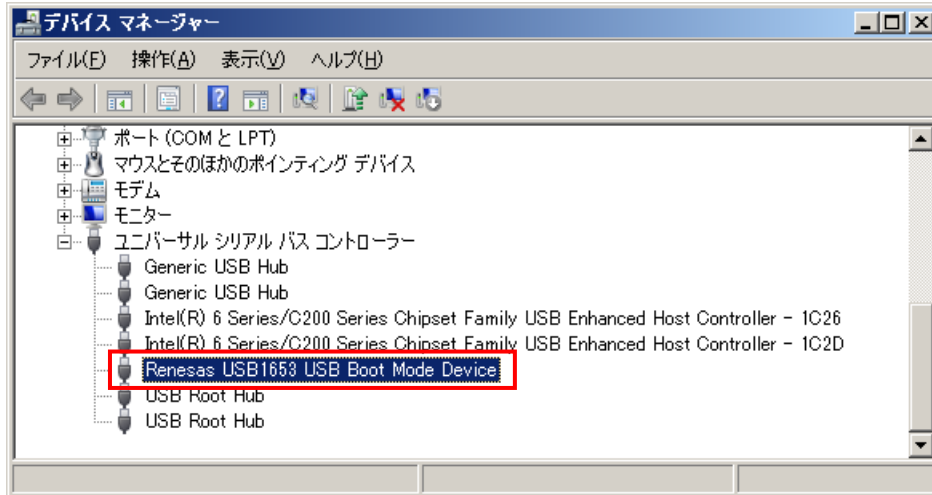 デバイス マネージャー
ファイル(F) 操作(A) 表示(V) ヘルプ(H)
ポート (COM と LPT)
マウスとそのほかのポインティング デバイス
モデム
モニター
ユニバーサル シリアル バス コントローラー
Generic USB Hub
Generic USB Hub
Intel(R) 6 Series/C200 Series Chipset Family USB Enhanced Host Controller - 1C26
Intel(R) 6 Series/C200 Series Chipset Family USB Enhanced Host Controller - 1C2D
Renesas USB1653 USB Boot Mode Device
USB Root Hub
USB Root Hub